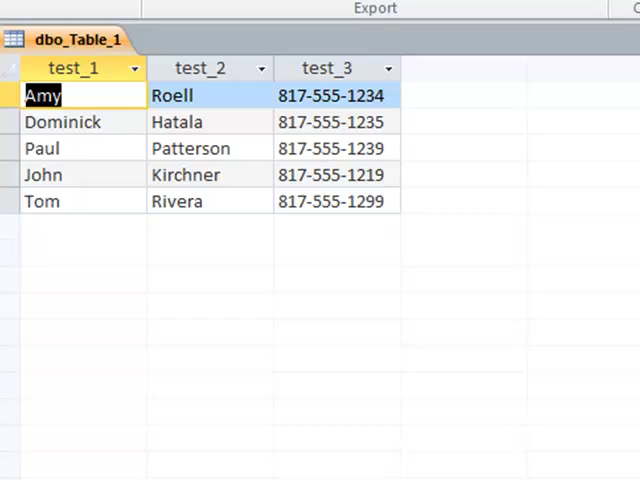 Export
dbo_Table_1
test_1 test_2 test_3
Amy Roell 817-555-1234
Dominick Hatala 817-555-1235
Paul Patterson 817-555-1239
John Kirchner 817-555-1219
Tom Rivera 817-555-1299